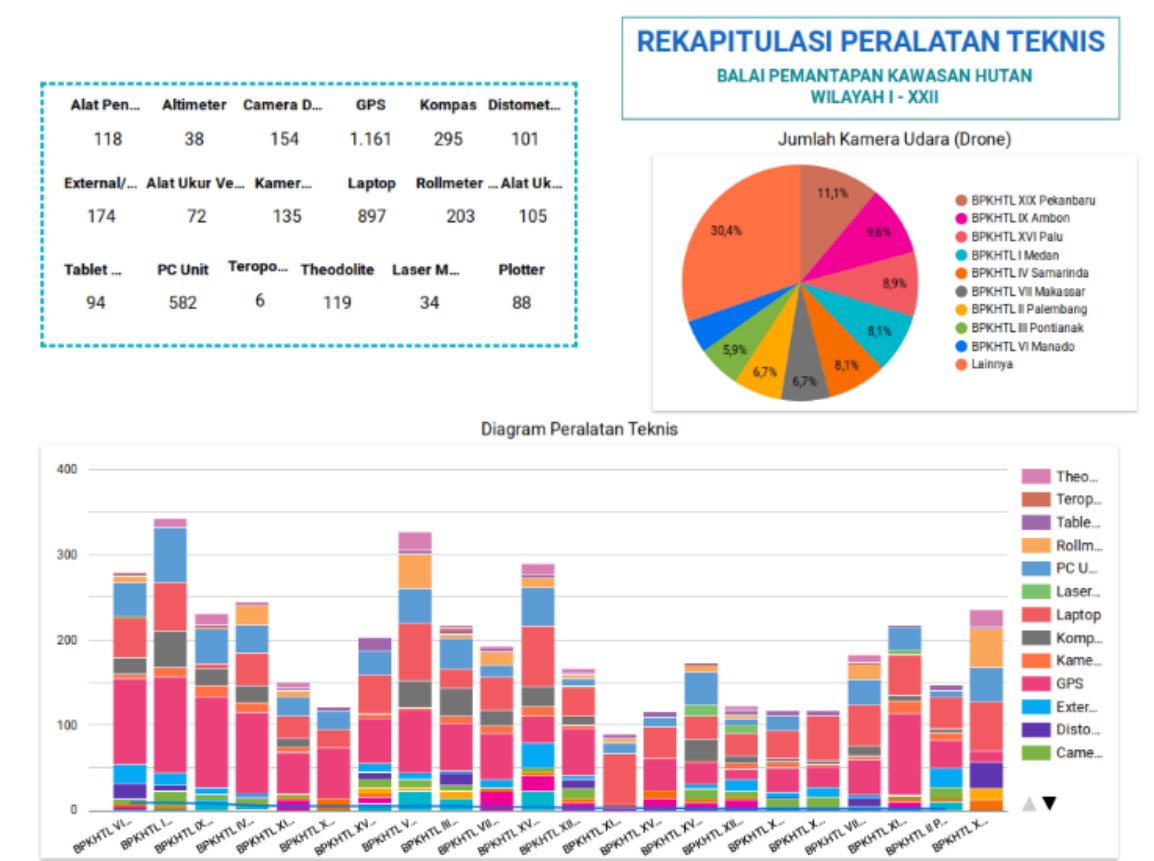 REKAPITULASI PERALATAN TEKNIS
BALAI PEMANTAPAN KAWASAN HUTAN
WILAYAH I - XXII
Alat Pen... Altimeter Camera D... GPS Kompas Distomet...
118 38 154 1.161 295 101
External/... Alat Ukur Ve... Kamer... Laptop Rollmeter ... Alat Uk...
174 72 135 897 203 105
Tablet ... PC Unit Teropo... Theodolite Laser M... Plotter
94 582 6 119 34 88
Jumlah Kamera Udara (Drone)
11,1%
9,6%
8,9%
8,1%
8,1%
6,7%
6,7%
5,9%
30,4%
BPKHTL XIX Pekanbaru
BPKHTL IX Ambon
BPKHTL XVI Palu
BPKHTL I Medan
BPKHTL IV Samarinda
BPKHTL VII Makassar
BPKHTL II Palembang
BPKHTL III Pontianak
BPKHTL VI Manado
Lainnya
Diagram Peralatan Teknis
400
300
200
100
0
BPKHTL VI... BPKHTL I... BPKHTL IX... BPKHTL IV... BPKHTL XI... BPKHTL X... BPKHTL XV... BPKHTL V... BPKHTL III... BPKHTL VII... BPKHTL XV... BPKHTL XII... BPKHTL XI... BPKHTL XV... BPKHTL XV... BPKHTL XII... BPKHTL X... BPKHTL X... BPKHTL VII... BPKHTL XI... BPKHTL II P... BPKHTL X...
Theo...
Terop...
Table...
Rollm...
PC U...
Laser...
Laptop
Komp...
Kame...
GPS
Exter...
Disto...
Came...